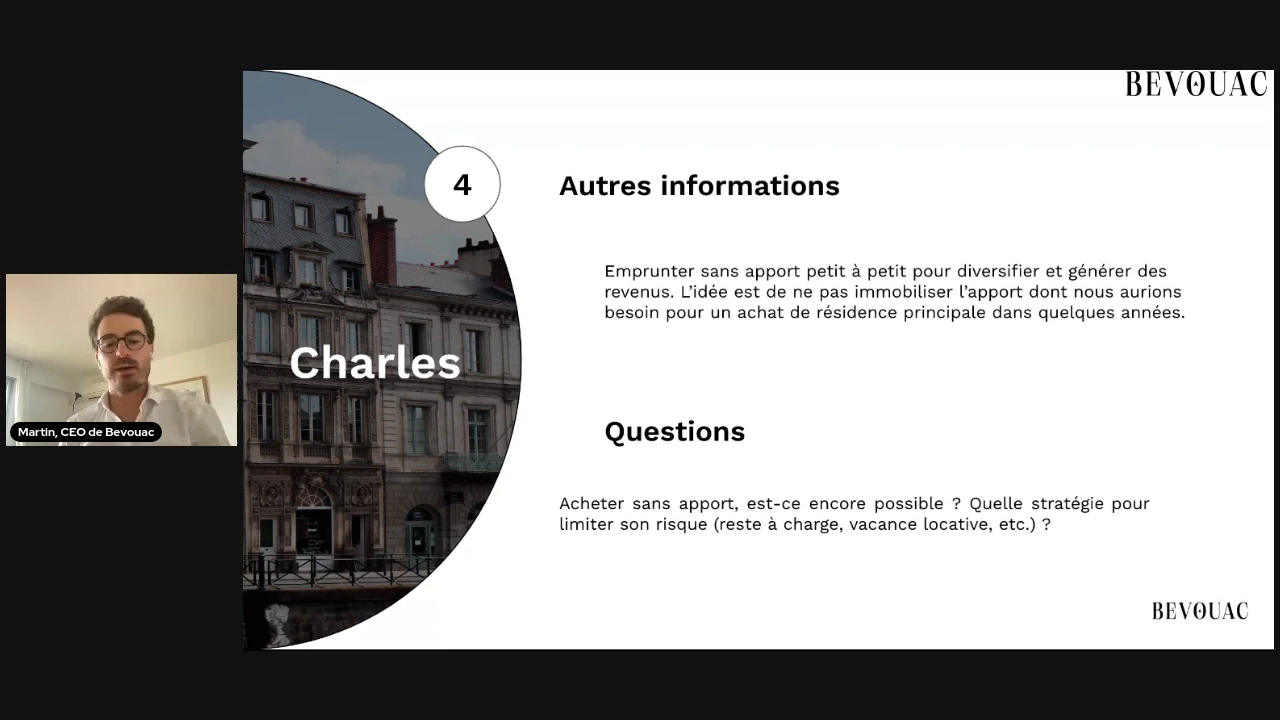 BEVOUAC
4
Autres informations
Emprunter sans apport petit à petit pour diversifier et générer des
revenus. L’idée est de ne pas immobiliser l’apport dont nous aurions
besoin pour un achat de résidence principale dans quelques années.
Charles
Questions
Martin, CEO de Bevouac
Acheter sans apport, est-ce encore possible ? Quelle stratégie pour
limiter son risque (reste à charge, vacance locative, etc.) ?
BEVOUAC